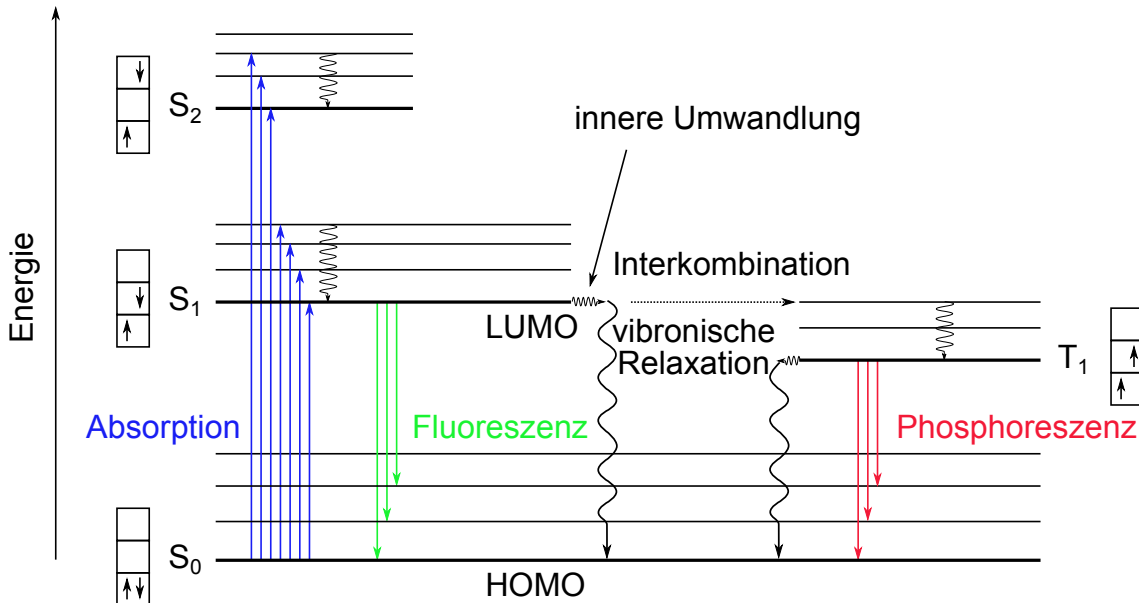 Energie
S₂
innere Umwandlung
S₁
LUMO
Interkombination
vibronische
Relaxation
T₁
Absorption
Fluoreszenz
Phosphoreszenz
S₀
HOMO